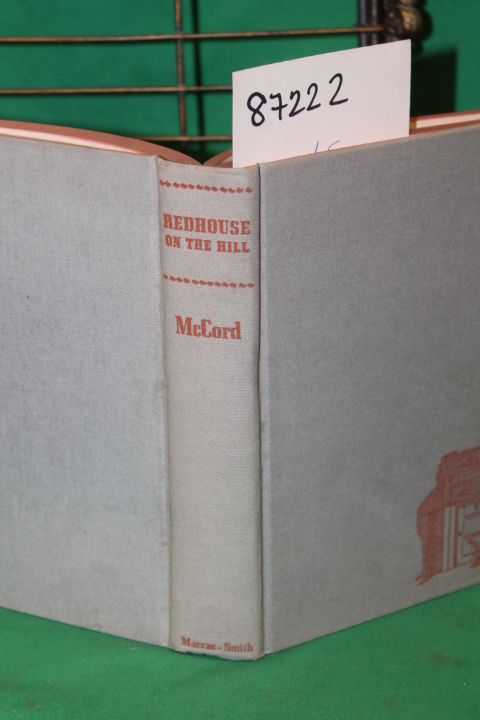 87222
REDHOUSE
ON THE HILL
McCord
Macrae-Smith